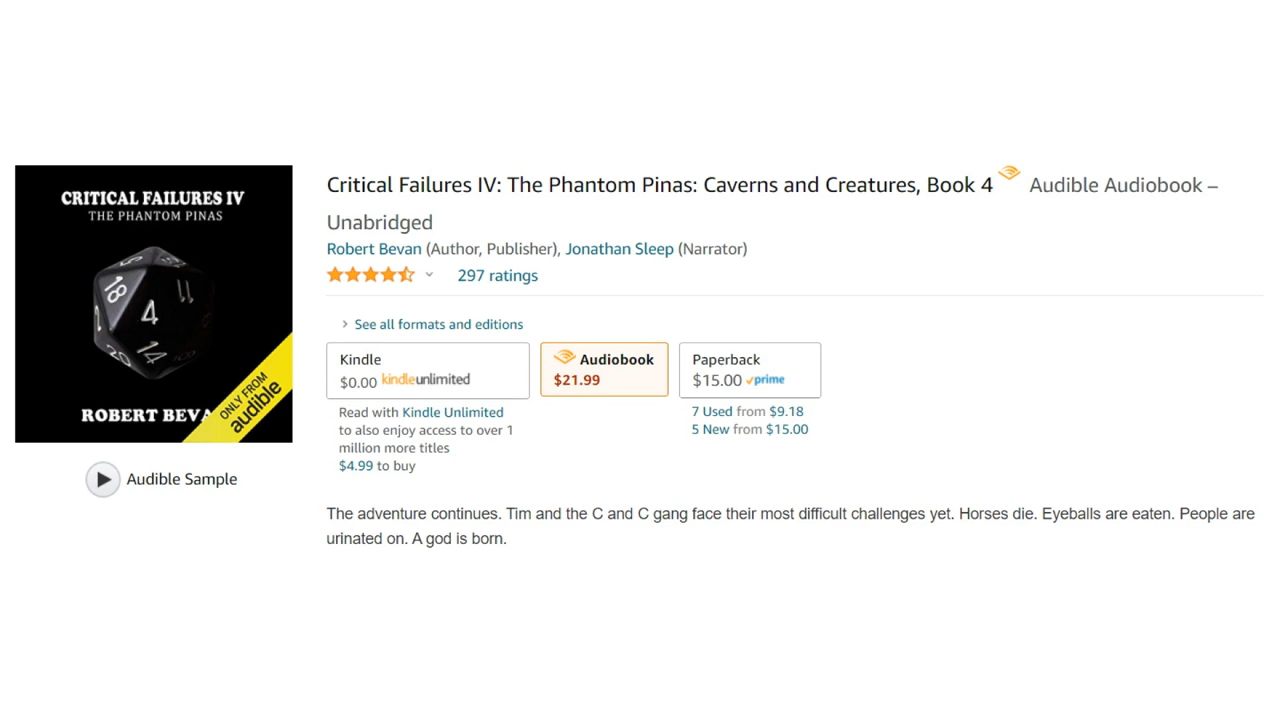 CRITICAL FAILURES IV
THE PHANTOM PINAS
18
11
4
20
14
ROBERT BEVA
ONLY FROM
audible
Audible Sample
Critical Failures IV: The Phantom Pinas: Caverns and Creatures, Book 4 Audible Audiobook –
Unabridged
Robert Bevan (Author, Publisher), Jonathan Sleep (Narrator)
297 ratings
See all formats and editions
Kindle
$0.00 kindleunlimited
Read with Kindle Unlimited
to also enjoy access to over 1
million more titles
$4.99 to buy
Audiobook
$21.99
Paperback
$15.00 prime
7 Used from $9.18
5 New from $15.00
The adventure continues. Tim and the C and C gang face their most difficult challenges yet. Horses die. Eyeballs are eaten. People are
urinated on. A god is born.